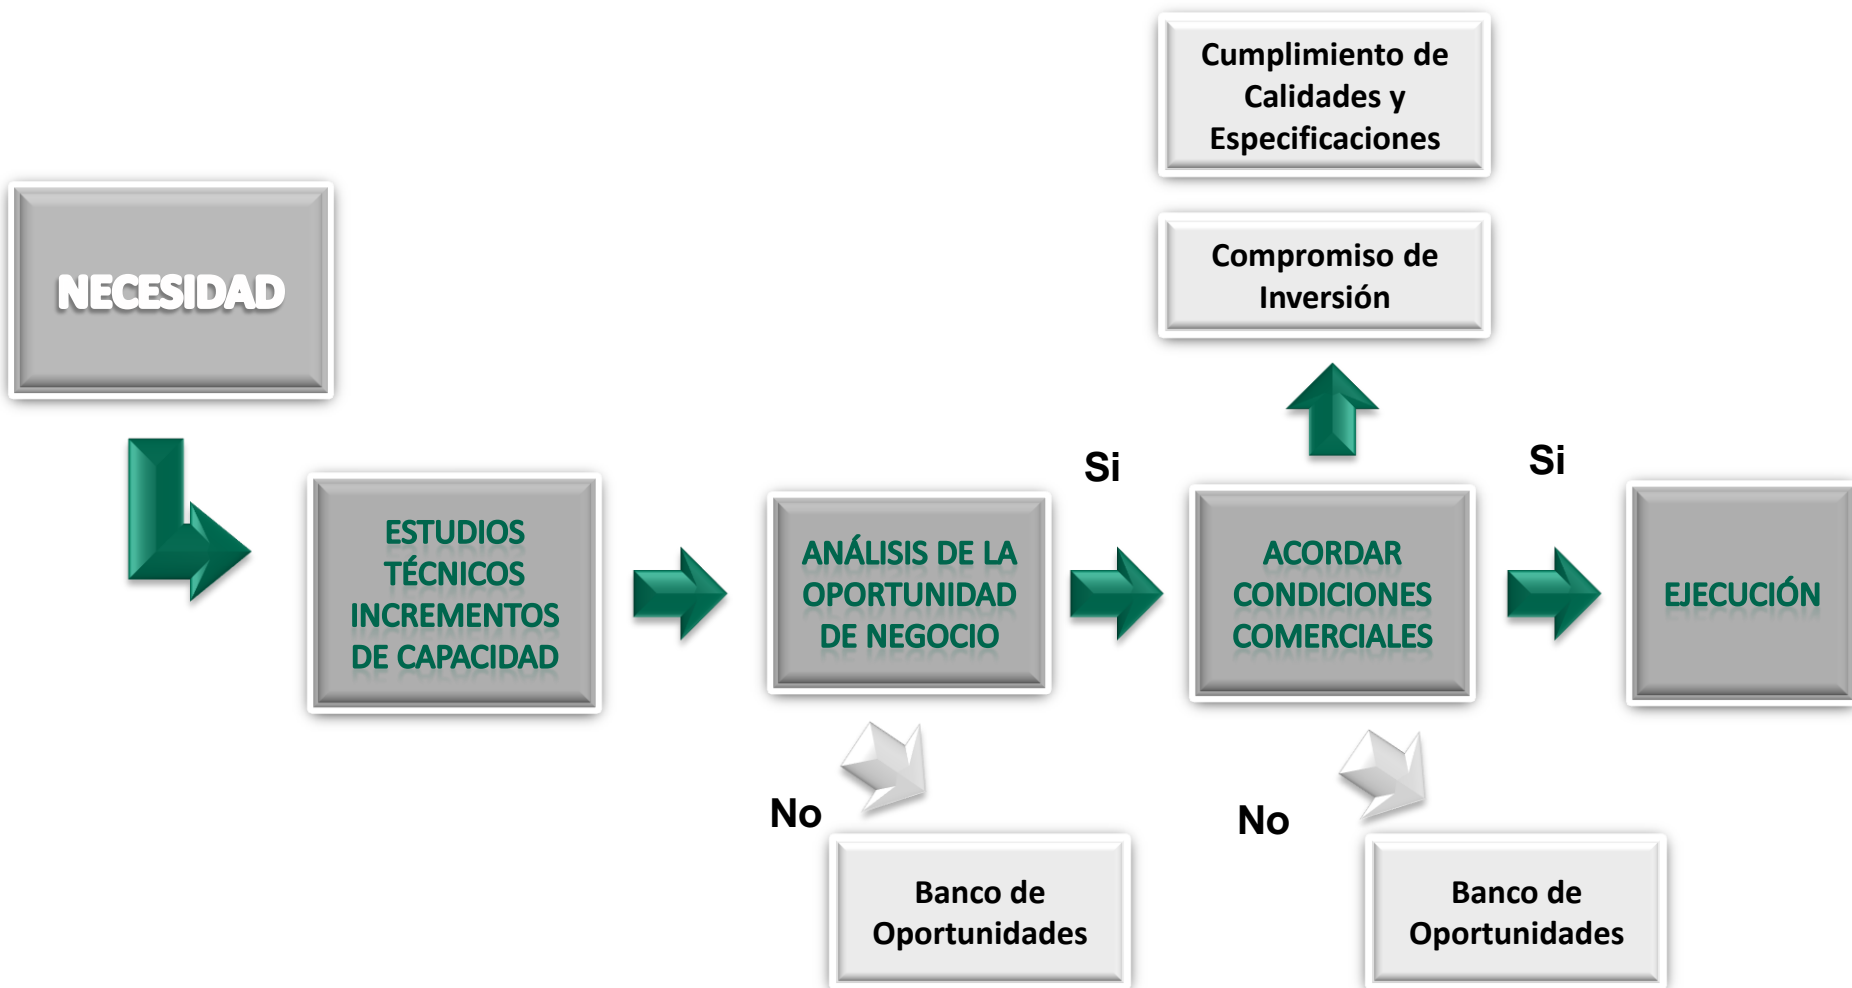 Cumplimiento de
Calidades y
Especificaciones
NECESIDAD
Compromiso de
Inversión
Si
Si
ESTUDIOS
TÉCNICOS
INCREMENTOS
DE CAPACIDAD
ANÁLISIS DE LA
OPORTUNIDAD
DE NEGOCIO
ACORDAR
CONDICIONES
COMERCIALES
EJECUCIÓN
No
No
Banco de
Oportunidades
Banco de
Oportunidades